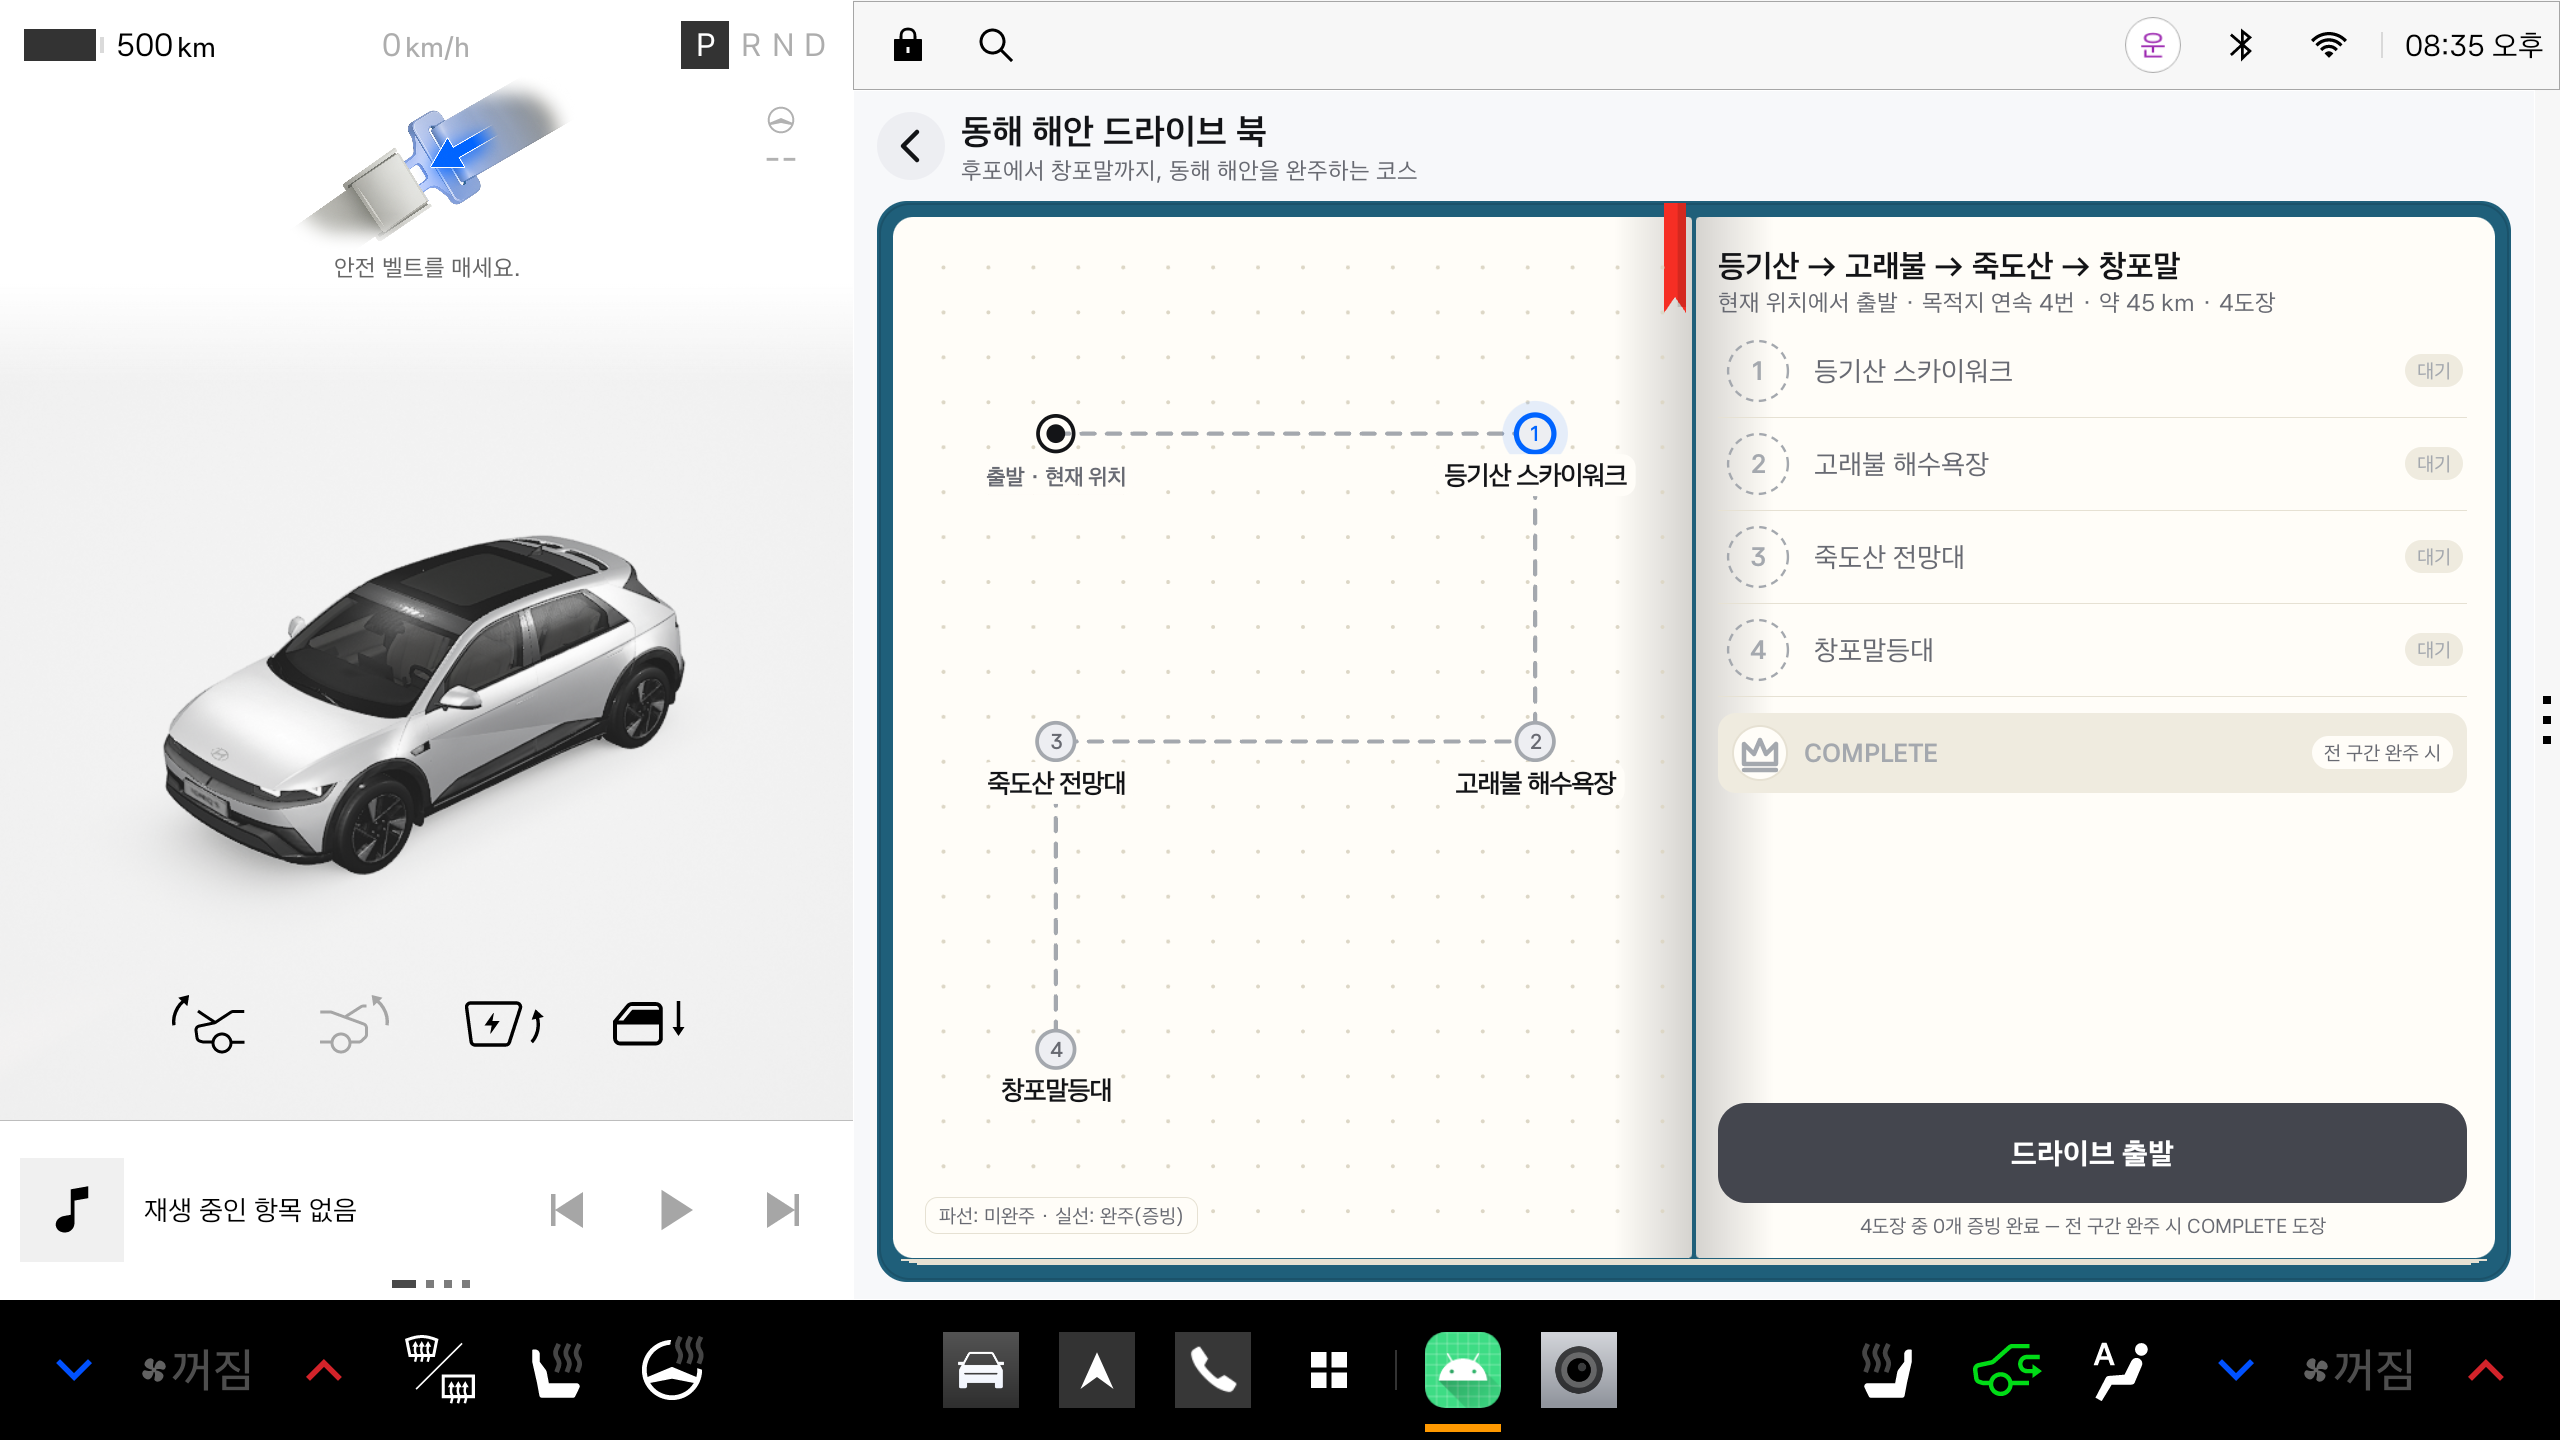 500 km
0 km/h
P R N D
운
08:35 오후
안전 벨트를 매세요.
동해 해안 드라이브 북
후포에서 창포말까지, 동해 해안을 완주하는 코스
출발 · 현재 위치
1
등기산 스카이워크
3
죽도산 전망대
2
고래불 해수욕장
4
창포말등대
파선: 미완주 · 실선: 완주(증빙)
등기산 → 고래불 → 죽도산 → 창포말
현재 위치에서 출발 · 목적지 연속 4번 · 약 45 km · 4도장
1 등기산 스카이워크 대기
2 고래불 해수욕장 대기
3 죽도산 전망대 대기
4 창포말등대 대기
COMPLETE 전 구간 완주 시
드라이브 출발
4도장 중 0개 증빙 완료 — 전 구간 완주 시 COMPLETE 도장
재생 중인 항목 없음
꺼짐
A
꺼짐